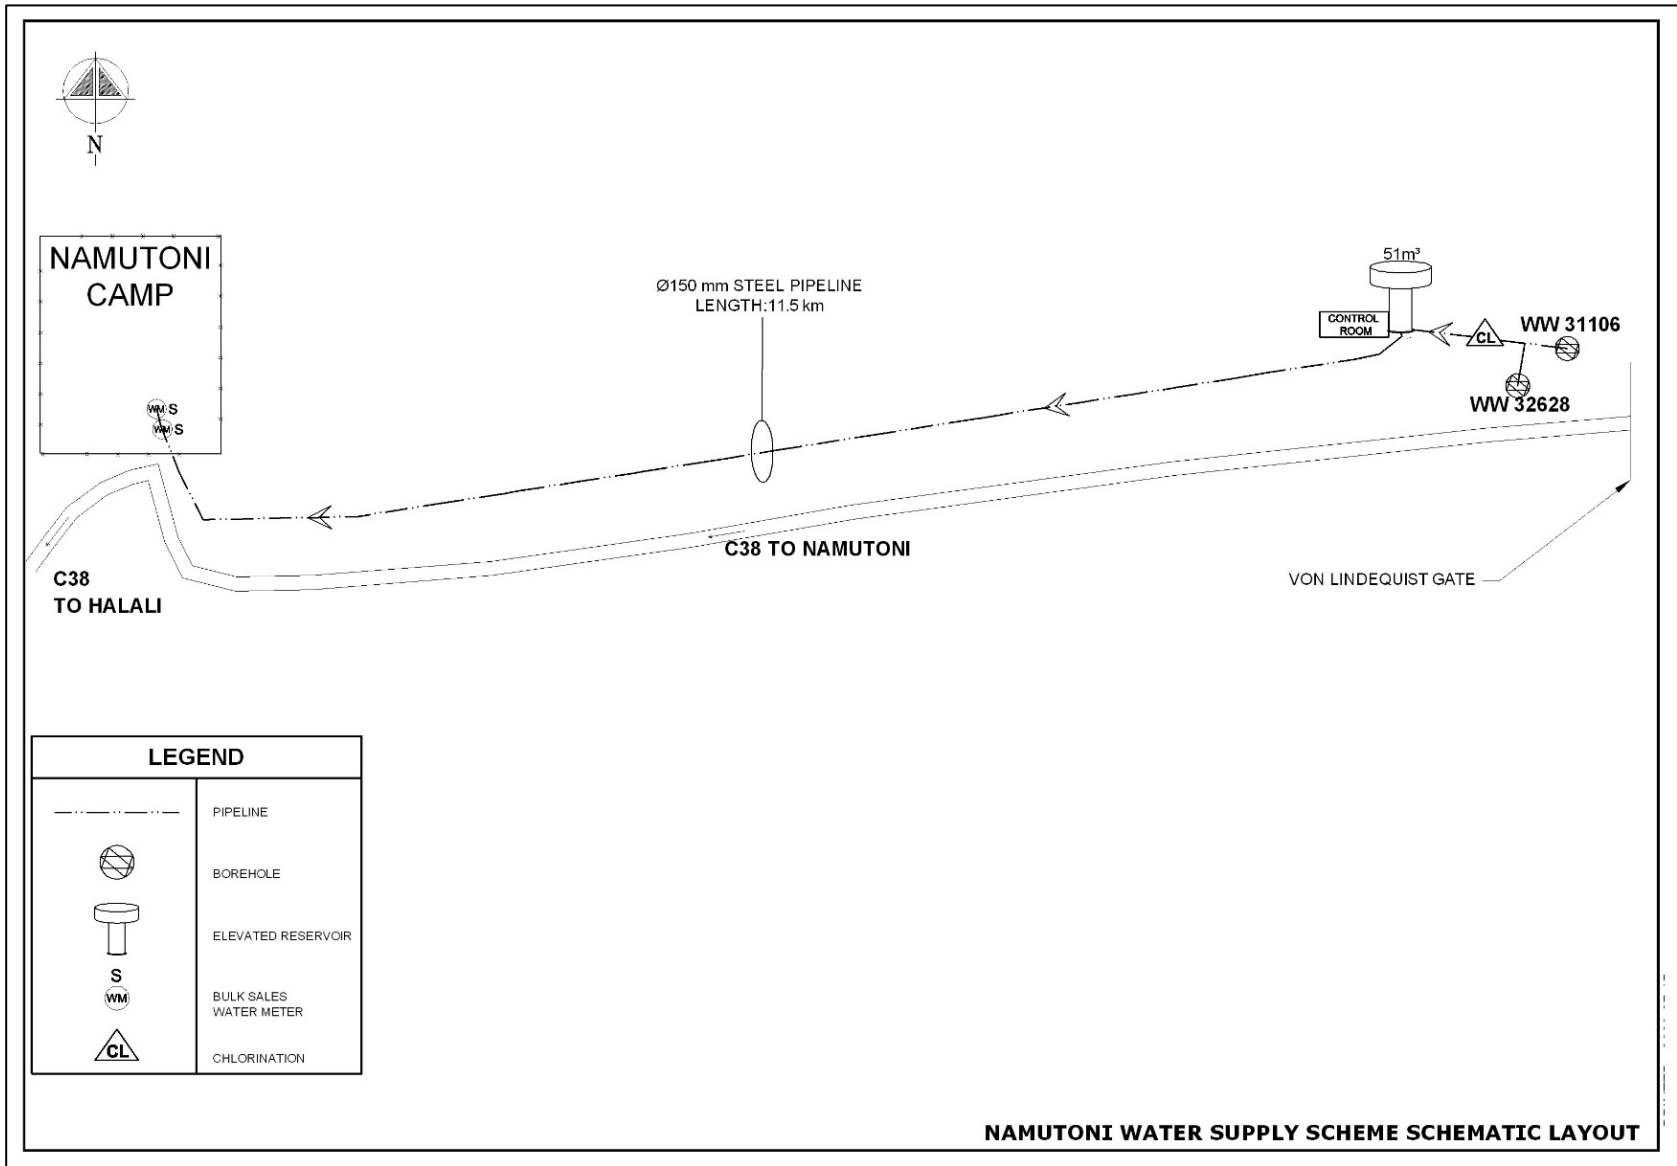 N
NAMUTONI
CAMP
WM S
WM S
Ø150 mm STEEL PIPELINE
LENGTH:11.5 km
51m³
CONTROL
ROOM
CL
WW 31106
WW 32628
C38 TO NAMUTONI
C38
TO HALALI
VON LINDEQUIST GATE
LEGEND
PIPELINE
BOREHOLE
ELEVATED RESERVOIR
S
WM
BULK SALES
WATER METER
CL
CHLORINATION
NAMUTONI WATER SUPPLY SCHEME SCHEMATIC LAYOUT